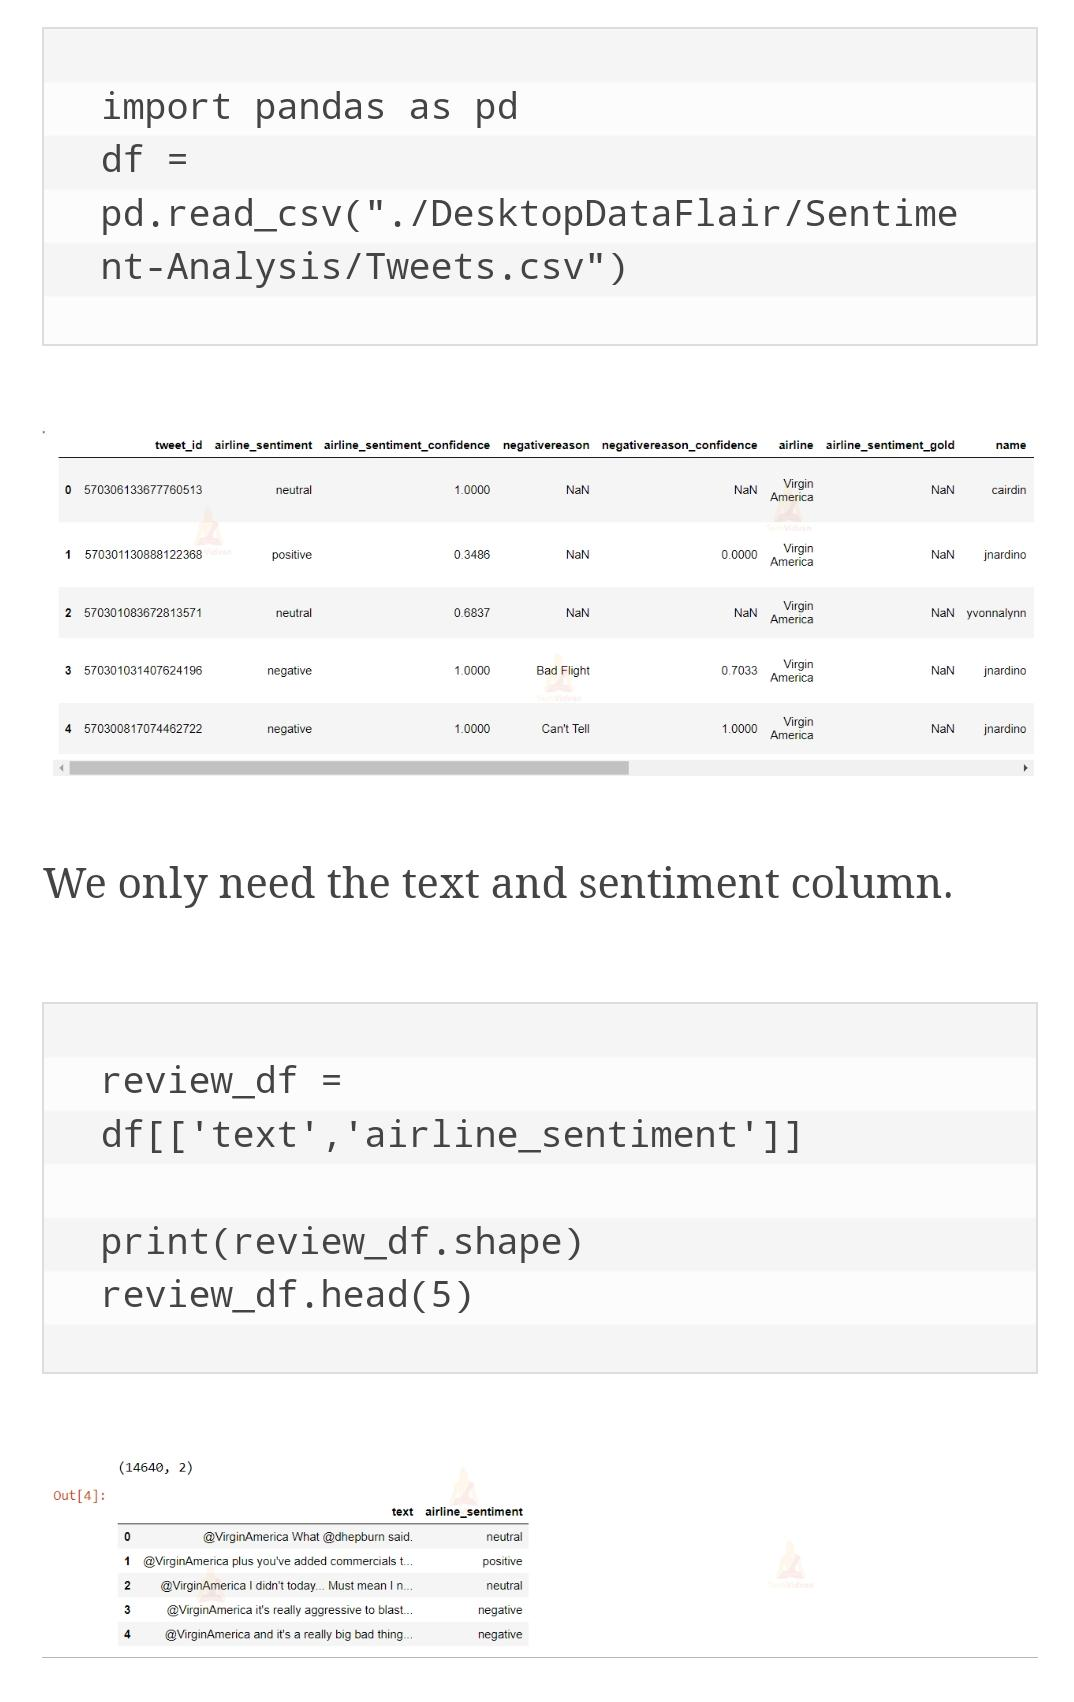 import pandas as pd
df =
pd.read_csv("./DesktopDataFlair/Sentime
nt-Analysis/Tweets.csv")
tweet_id airline_sentiment airline_sentiment_confidence negativereason negativereason_confidence airline airline_sentiment_gold name
0 570306133677760513 neutral 1.0000 NaN NaN Virgin America NaN cairdin
1 570301130888122368 positive 0.3486 NaN 0.0000 Virgin America NaN jnardino
2 570301083672813571 neutral 0.6837 NaN NaN Virgin America NaN yvonnalynn
3 570301031407624196 negative 1.0000 Bad Flight 0.7033 Virgin America NaN jnardino
4 570300817074462722 negative 1.0000 Can't Tell 1.0000 Virgin America NaN jnardino
We only need the text and sentiment column.
review_df =
df[['text','airline_sentiment']]
print(review_df.shape)
review_df.head(5)
(14640, 2)
Out[4]:
text airline_sentiment
0 @VirginAmerica What @dhepburn said. neutral
1 @VirginAmerica plus you've added commercials t... positive
2 @VirginAmerica I didn't today... Must mean I n... neutral
3 @VirginAmerica it's really aggressive to blast... negative
4 @VirginAmerica and it's a really big bad thing... negative